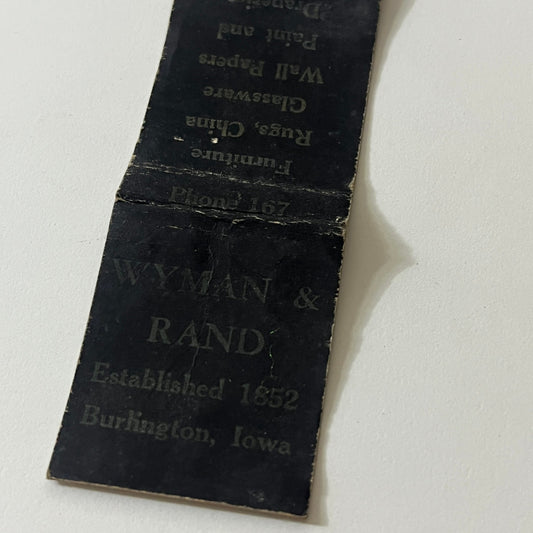 WYMAN &
RAND
Established 1852
Burlington, Iowa
Phone 167
Furniture
Rugs, China
Glassware
Wall Papers
Paint and